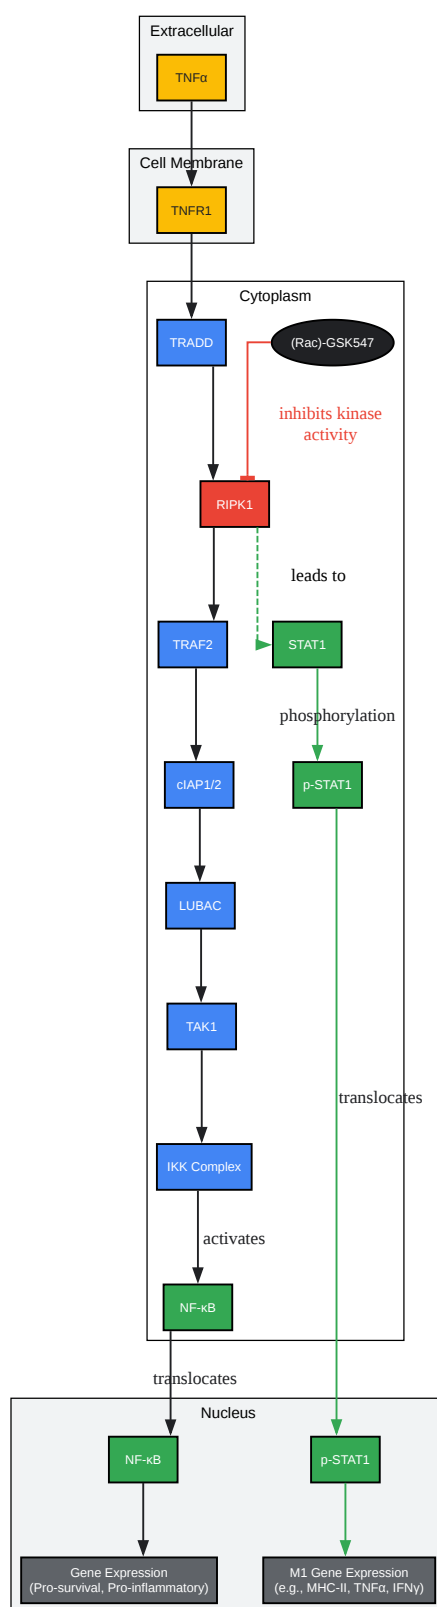 Extracellular
TNFα
Cell Membrane
TNFR1
Cytoplasm
TRADD
(Rac)-GSK547
inhibits kinase
activity
RIPK1
leads to
TRAF2
STAT1
phosphorylation
cIAP1/2
p-STAT1
LUBAC
TAK1
translocates
IKK Complex
activates
NF-κB
translocates
Nucleus
NF-κB
p-STAT1
Gene Expression
(Pro-survival, Pro-inflammatory)
M1 Gene Expression
(e.g., MHC-II, TNFα, IFNγ)